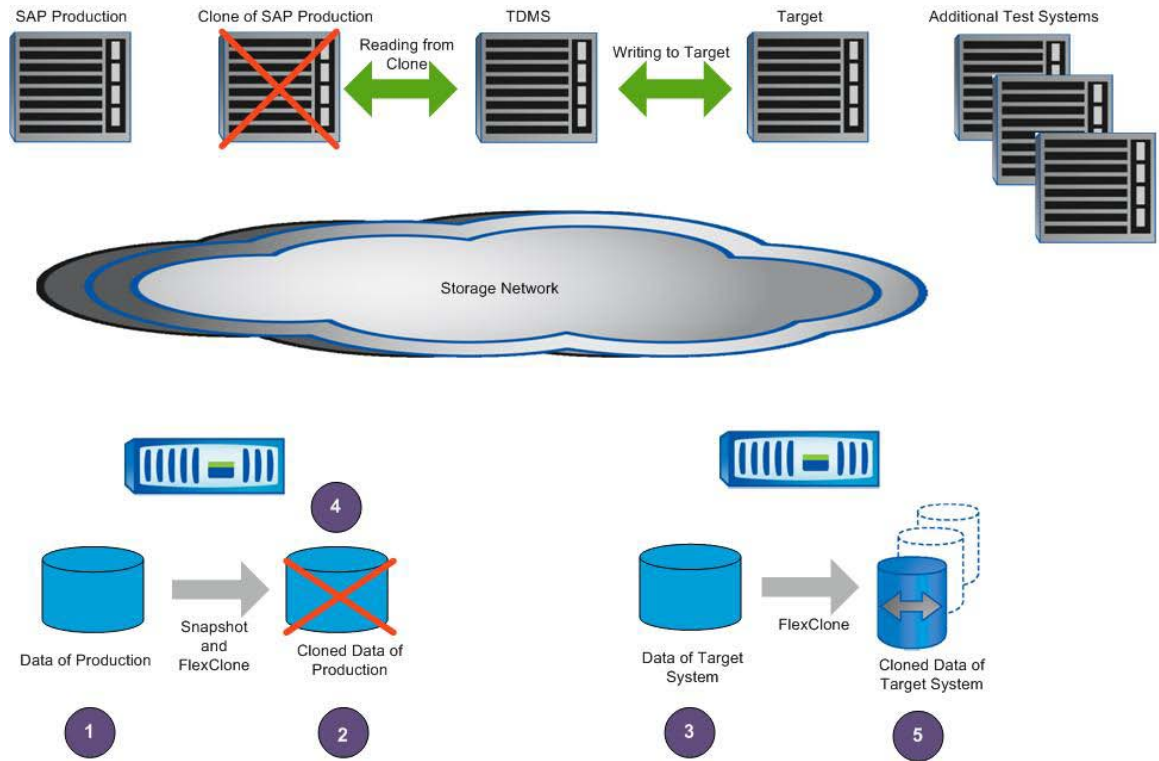 SAP Production
Clone of SAP Production
TDMS
Target
Additional Test Systems
Reading from
Clone
Writing to Target
Storage Network
4
Snapshot
and
FlexClone
FlexClone
Data of Production
Cloned Data of
Production
Data of Target
System
Cloned Data of
Target System
1
2
3
5